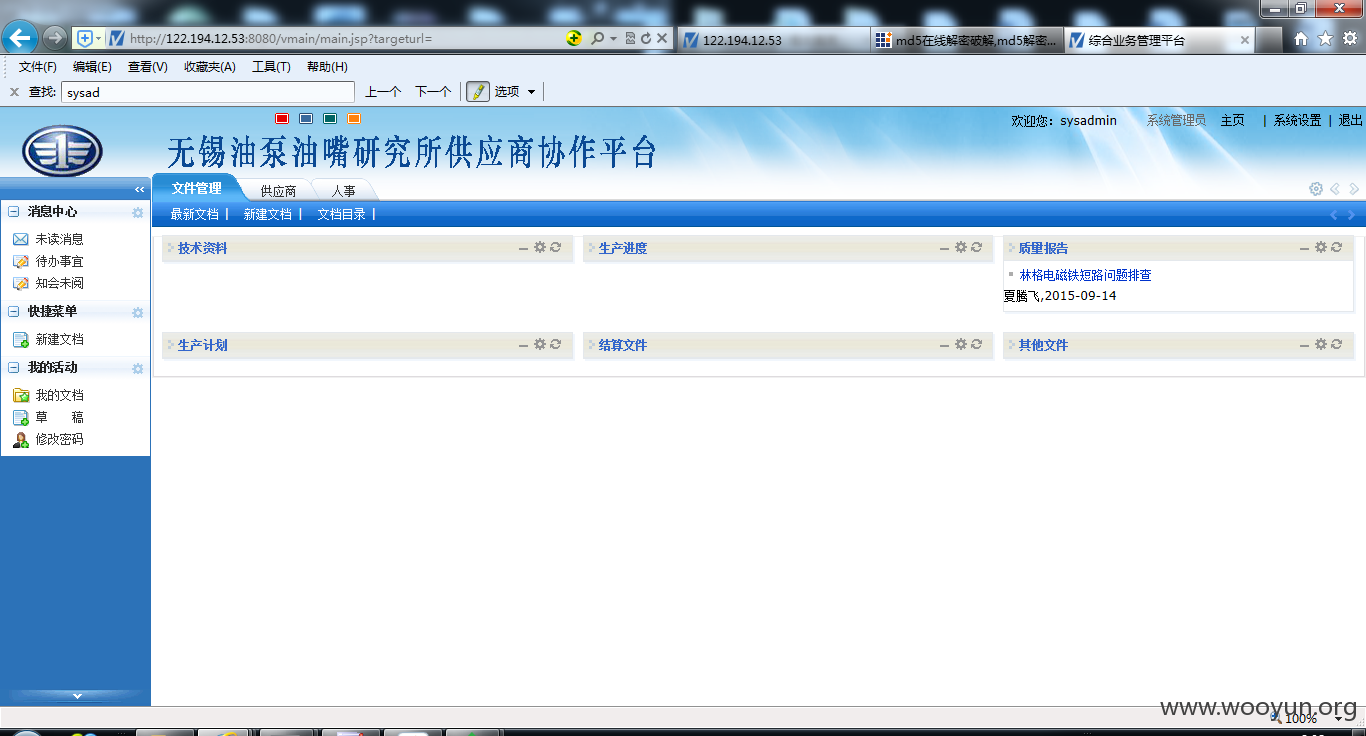 http://122.194.12.53:8080/vmain/main.jsp?targeturl=
122.194.12.53
md5在线解密破解,md5解密...
综合业务管理平台
文件(F) 编辑(E) 查看(V) 收藏夹(A) 工具(T) 帮助(H)
查找: sysad 上一个 下一个 选项
欢迎您: sysadmin 系统管理员 主页 | 系统设置 | 退出
无锡油泵油嘴研究所供应商协作平台
文件管理 供应商 人事
最新文档 | 新建文档 | 文档目录 |
消息中心
未读消息
待办事宜
知会未阅
快捷菜单
新建文档
我的活动
我的文档
草 稿
修改密码
技术资料 生产进度 质量报告
林格电磁铁短路问题排查
夏腾飞,2015-09-14
生产计划 结算文件 其他文件
www.wooyun.org
100%